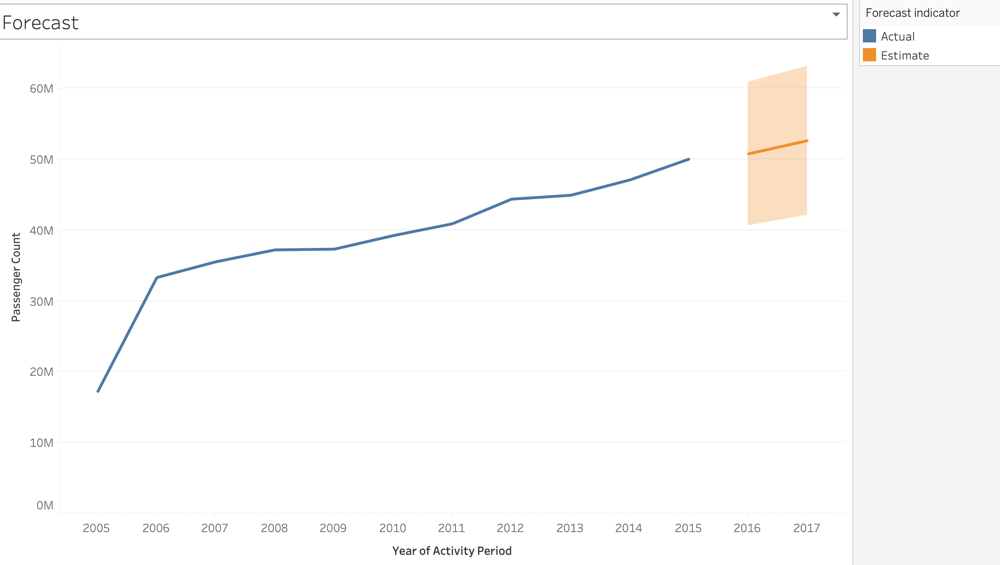 Forecast
Forecast indicator
Actual
Estimate
60M
50M
40M
30M
20M
10M
0M
Passenger Count
2005 2006 2007 2008 2009 2010 2011 2012 2013 2014 2015 2016 2017
Year of Activity Period